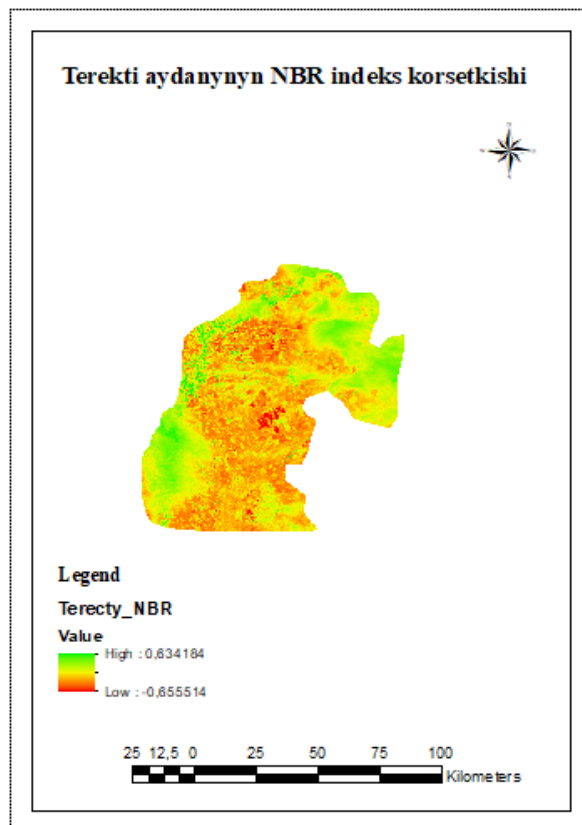 Terekti aydanynyn NBR indeks korsetkishi
Legend
Terecty_NBR
Value
High : 0,634184
Low : -0,655514
25 12,5 0 25 50 75 100
Kilometers